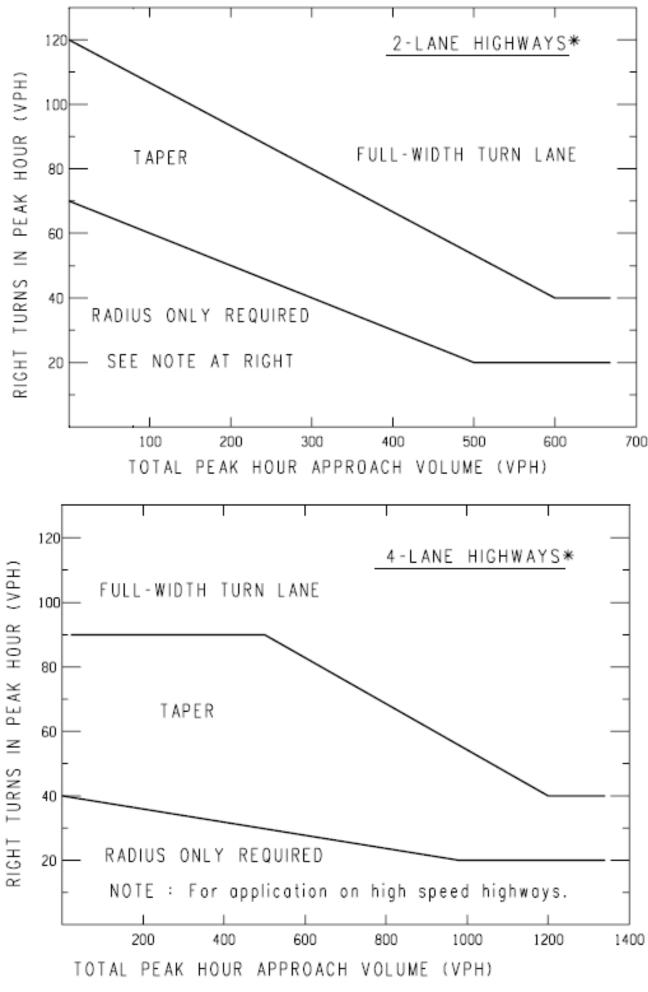 2-LANE HIGHWAYS*
RIGHT TURNS IN PEAK HOUR (VPH)
120
100
80
60
40
20
TAPER
FULL-WIDTH TURN LANE
RADIUS ONLY REQUIRED
SEE NOTE AT RIGHT
100 200 300 400 500 600 700
TOTAL PEAK HOUR APPROACH VOLUME (VPH)
4-LANE HIGHWAYS*
RIGHT TURNS IN PEAK HOUR (VPH)
120
100
80
60
40
20
FULL-WIDTH TURN LANE
TAPER
RADIUS ONLY REQUIRED
NOTE : For application on high speed highways.
200 400 600 800 1000 1200 1400
TOTAL PEAK HOUR APPROACH VOLUME (VPH)